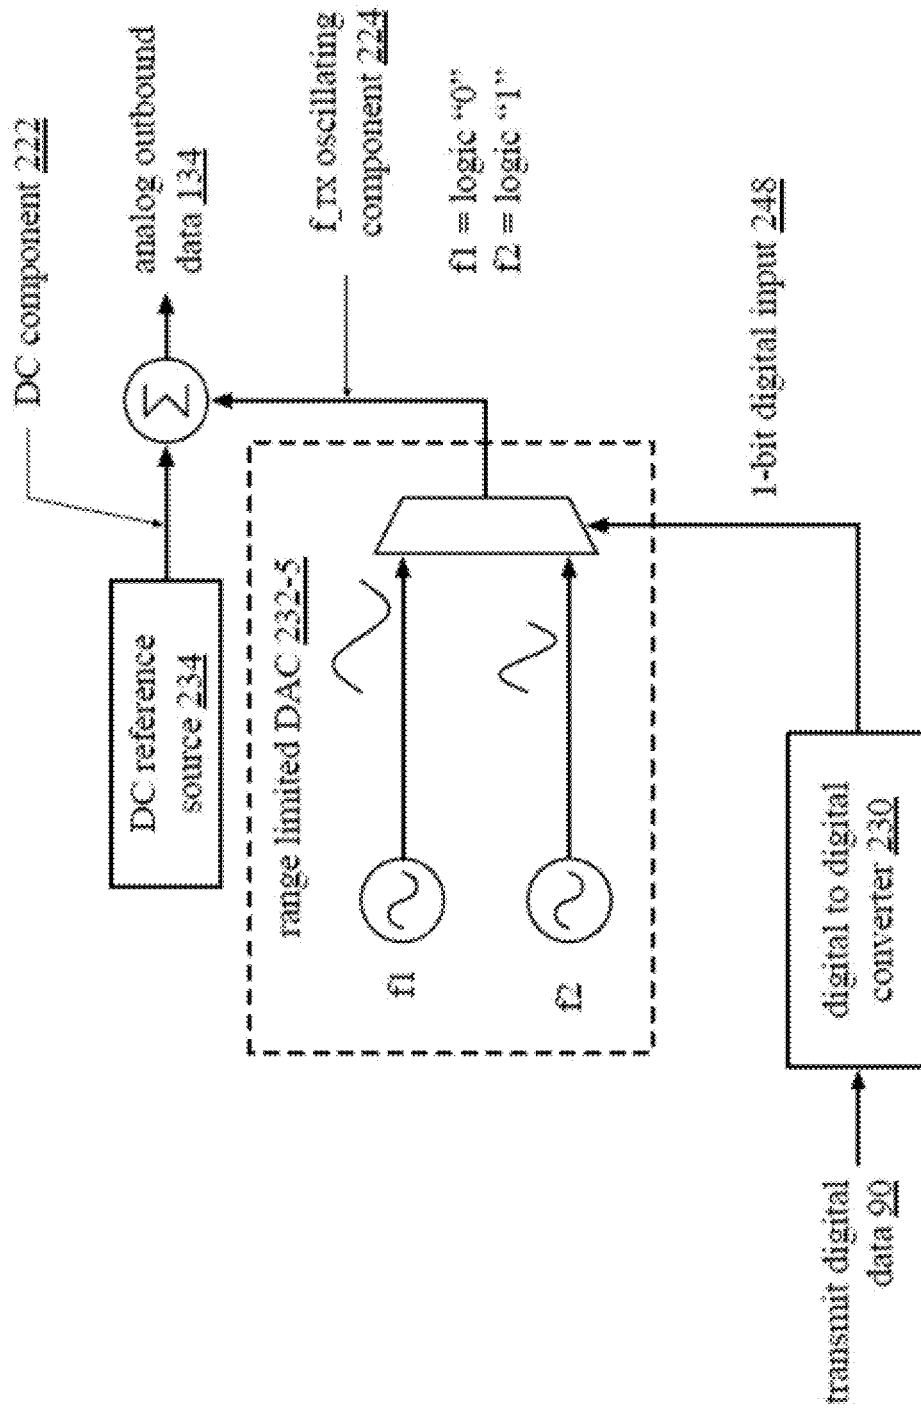 DC component 222
analog outbound
data 134
DC reference
source 234
f_TX oscillating
component 224
f1 = logic “0”
f2 = logic “1”
range limited DAC 232-5
f1
f2
1-bit digital input 248
digital to digital
converter 230
transmit digital
data 90